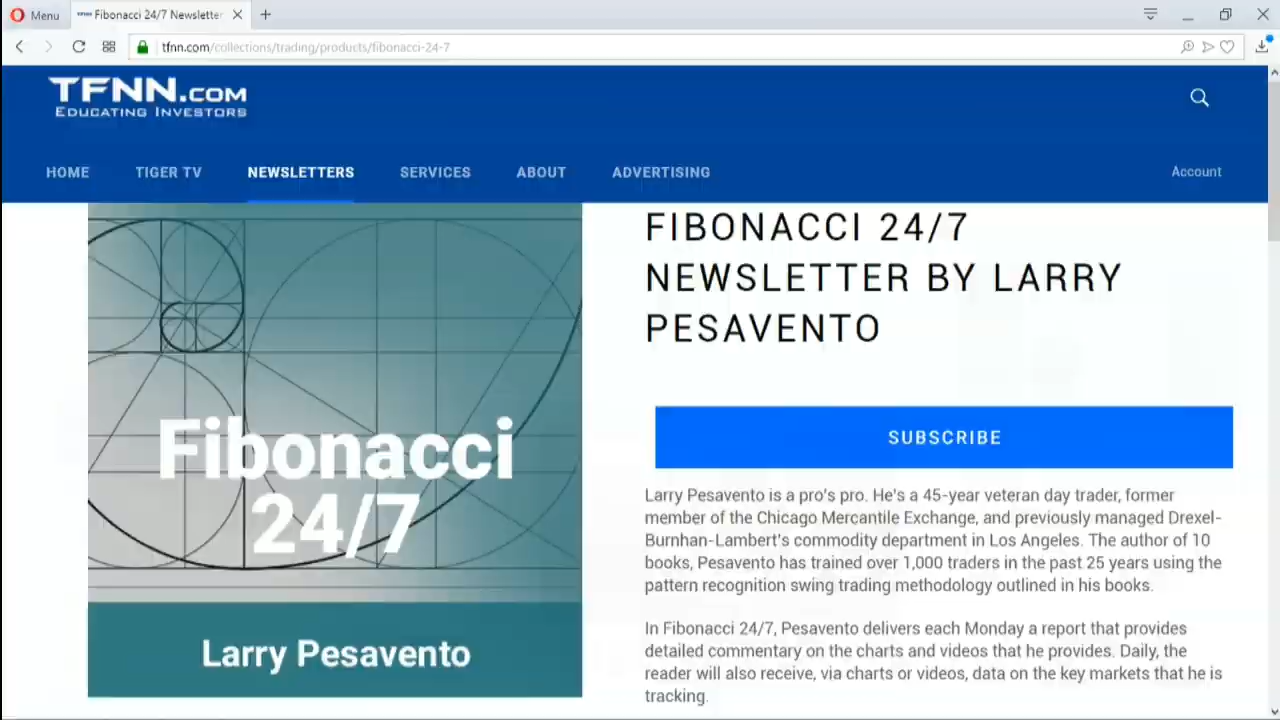 Menu
Fibonacci 24/7 Newsletter
tfnn.com/collections/trading/products/fibonacci-24-7
TFNN.COM
EDUCATING INVESTORS
HOME TIGER TV NEWSLETTERS SERVICES ABOUT ADVERTISING Account
Fibonacci
24/7
Larry Pesavento
FIBONACCI 24/7
NEWSLETTER BY LARRY
PESAVENTO
SUBSCRIBE
Larry Pesavento is a pro's pro. He's a 45-year veteran day trader, former
member of the Chicago Mercantile Exchange, and previously managed Drexel-
Burnhan-Lambert's commodity department in Los Angeles. The author of 10
books, Pesavento has trained over 1,000 traders in the past 25 years using the
pattern recognition swing trading methodology outlined in his books.
In Fibonacci 24/7, Pesavento delivers each Monday a report that provides
detailed commentary on the charts and videos that he provides. Daily, the
reader will also receive, via charts or videos, data on the key markets that he is
tracking.